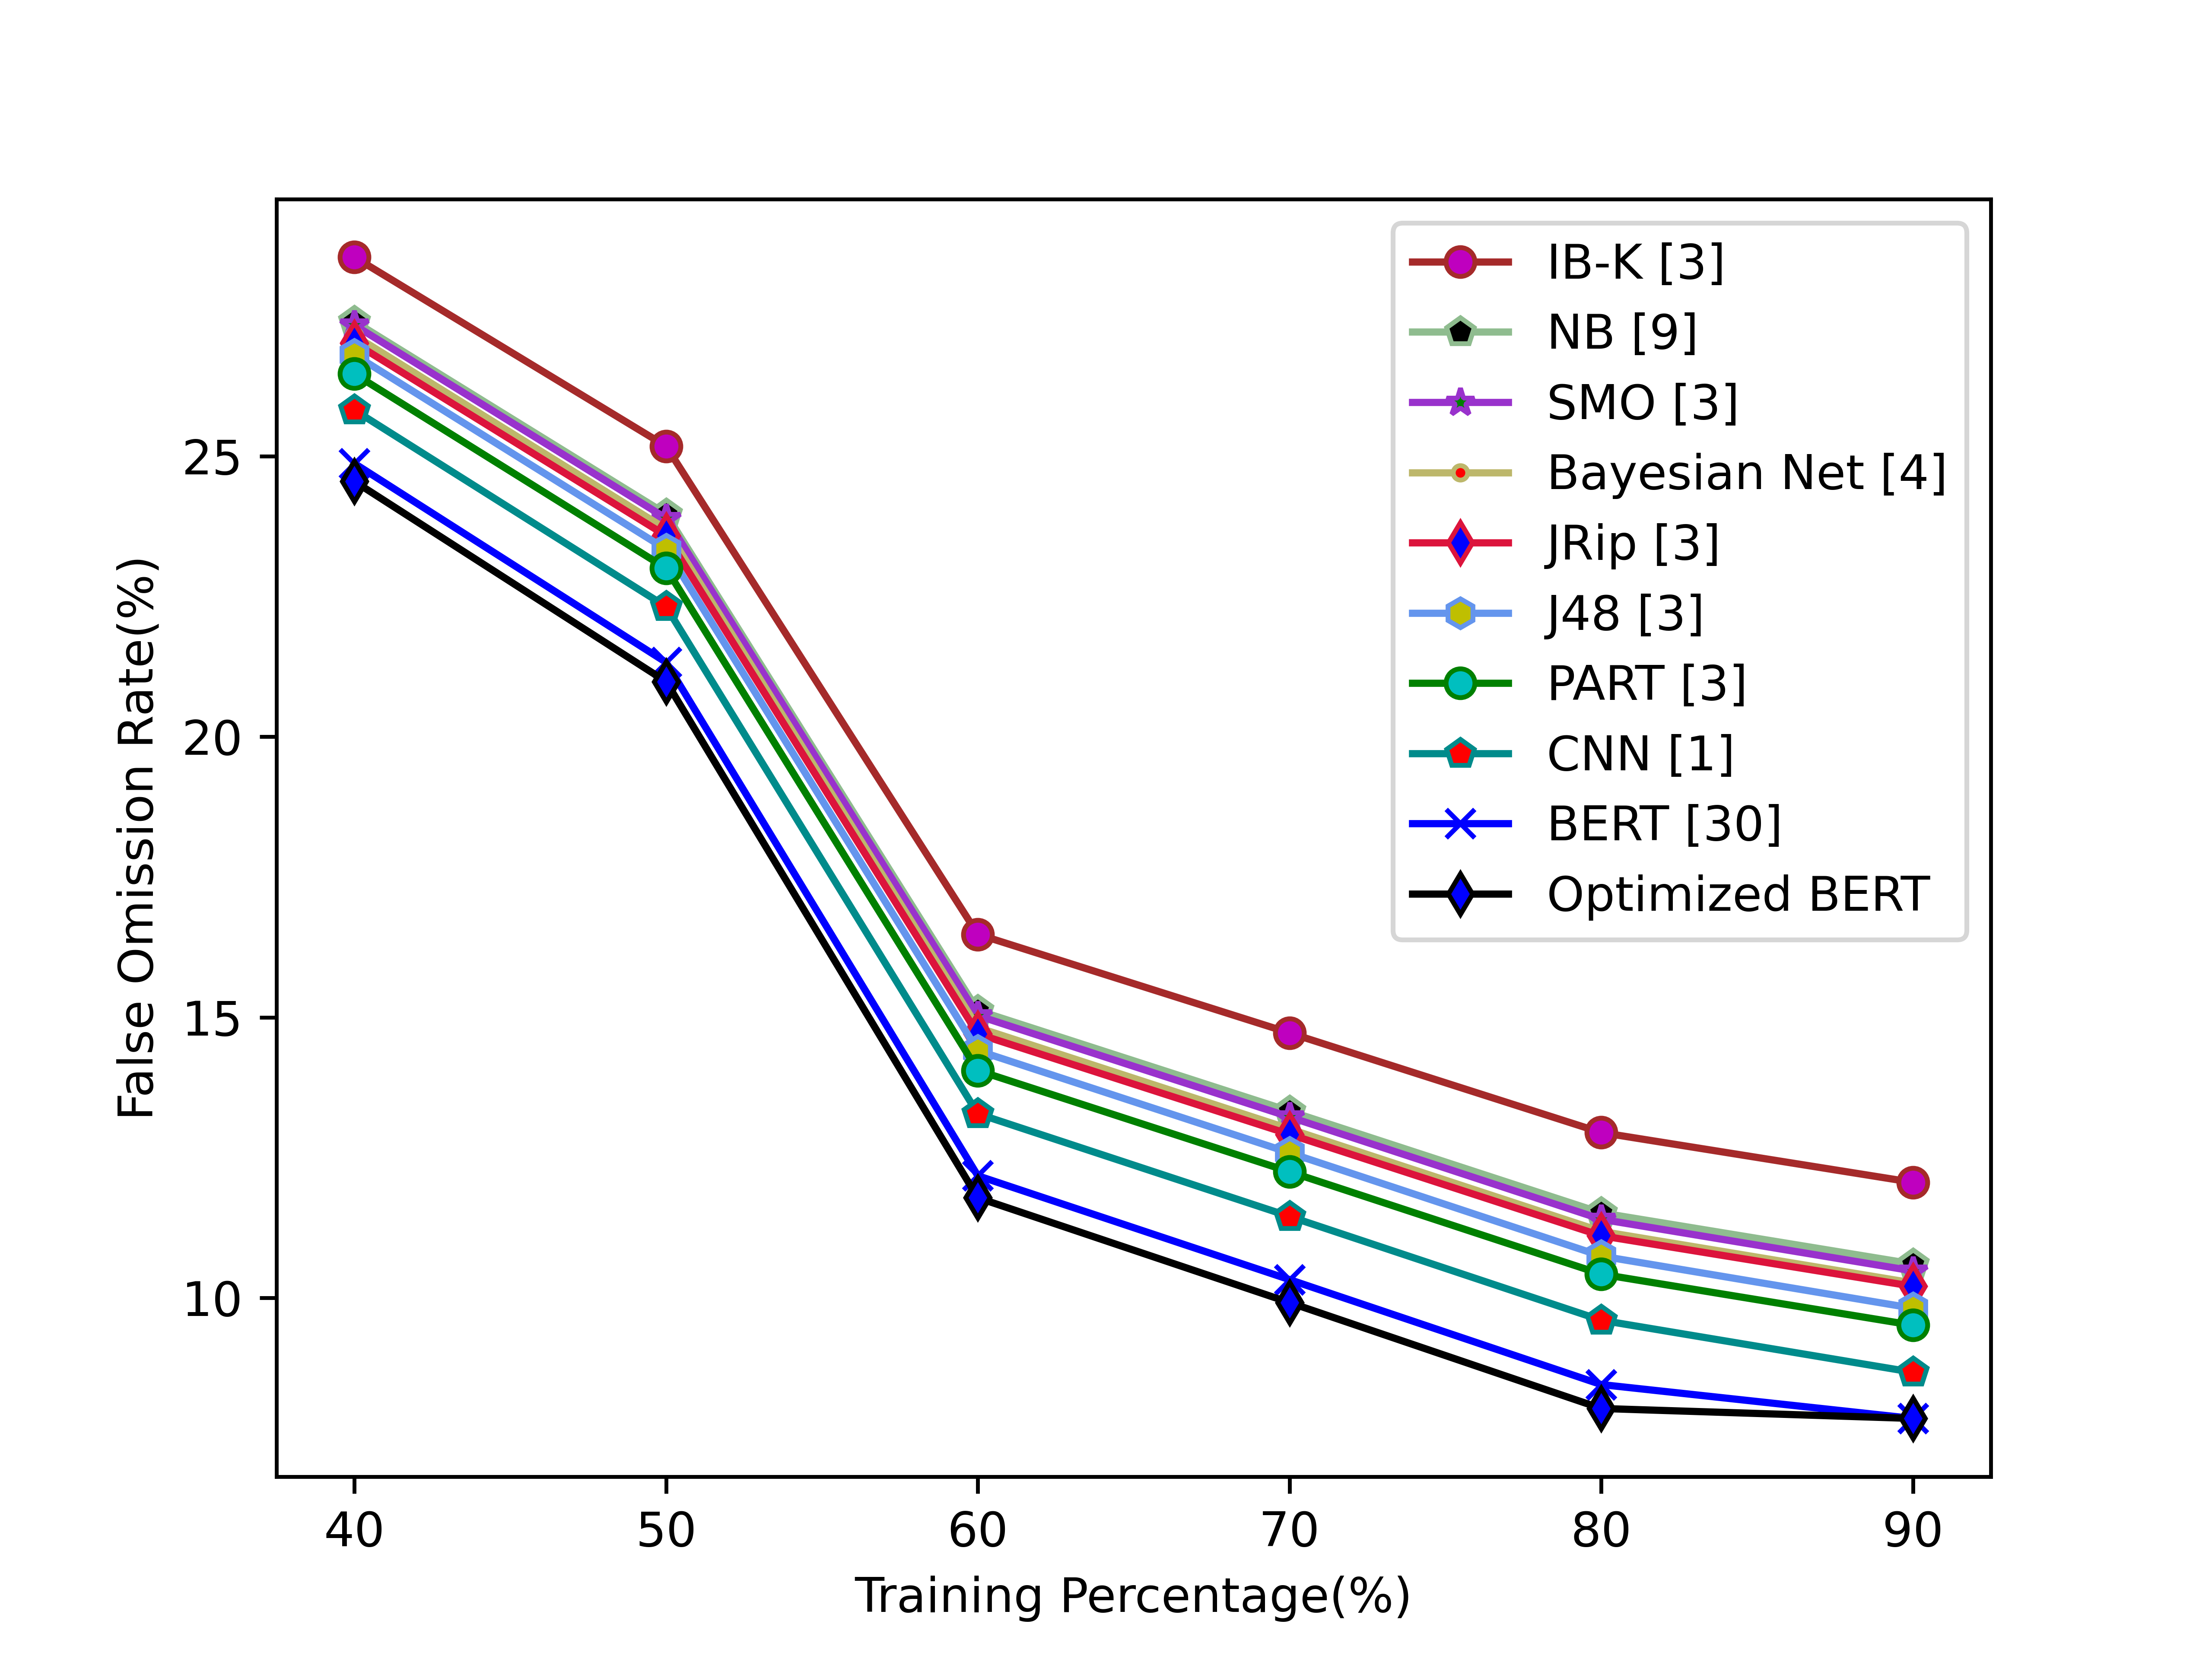 IB-K [3]
NB [9]
SMO [3]
Bayesian Net [4]
JRip [3]
J48 [3]
PART [3]
CNN [1]
BERT [30]
Optimized BERT
False Omission Rate(%)
25
20
15
10
40 50 60 70 80 90
Training Percentage(%)